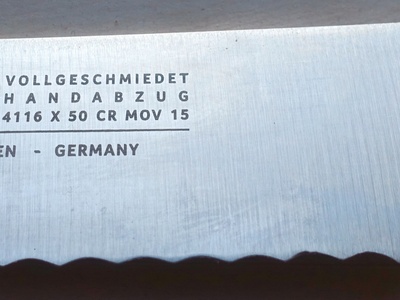 VOLLGESCHMIEDET
HANDABZUG
4116 X 50 CR MOV 15
EN - GERMANY